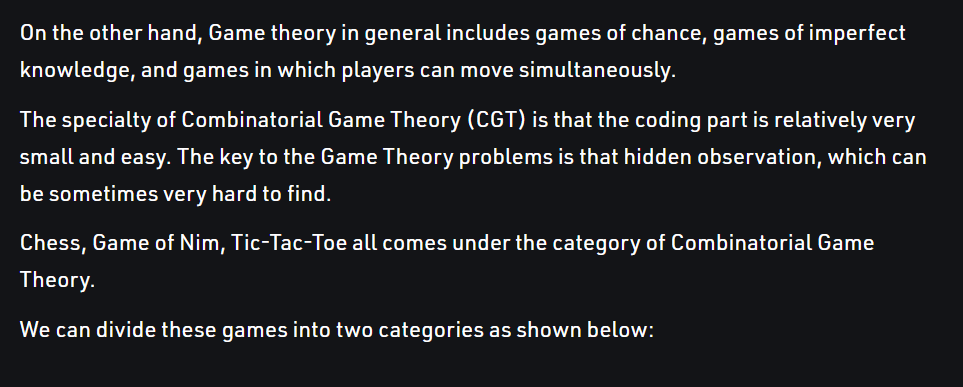 On the other hand, Game theory in general includes games of chance, games of imperfect
knowledge, and games in which players can move simultaneously.
The specialty of Combinatorial Game Theory (CGT) is that the coding part is relatively very
small and easy. The key to the Game Theory problems is that hidden observation, which can
be sometimes very hard to find.
Chess, Game of Nim, Tic-Tac-Toe all comes under the category of Combinatorial Game
Theory.
We can divide these games into two categories as shown below: